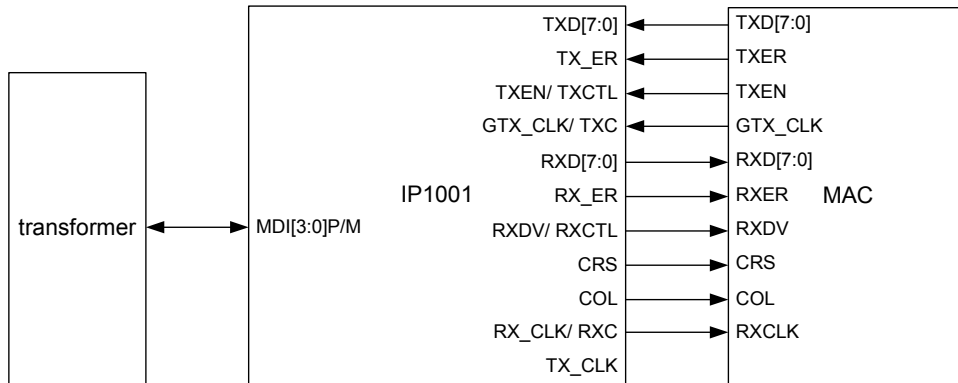 TXD[7:0] TXD[7:0]
TX_ER TXER
TXEN/ TXCTL TXEN
GTX_CLK/ TXC GTX_CLK
RXD[7:0] RXD[7:0]
IP1001 RX_ER RXER MAC
transformer MDI[3:0]P/M RXDV/ RXCTL RXDV
CRS CRS
COL COL
RX_CLK/ RXC RXCLK
TX_CLK